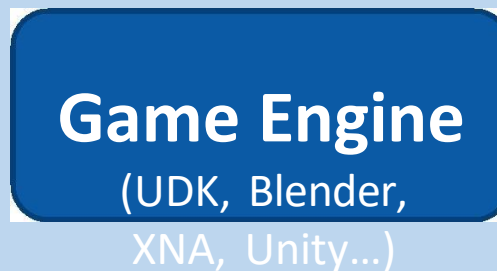 Game Engine
(UDK, Blender,
XNA, Unity…)